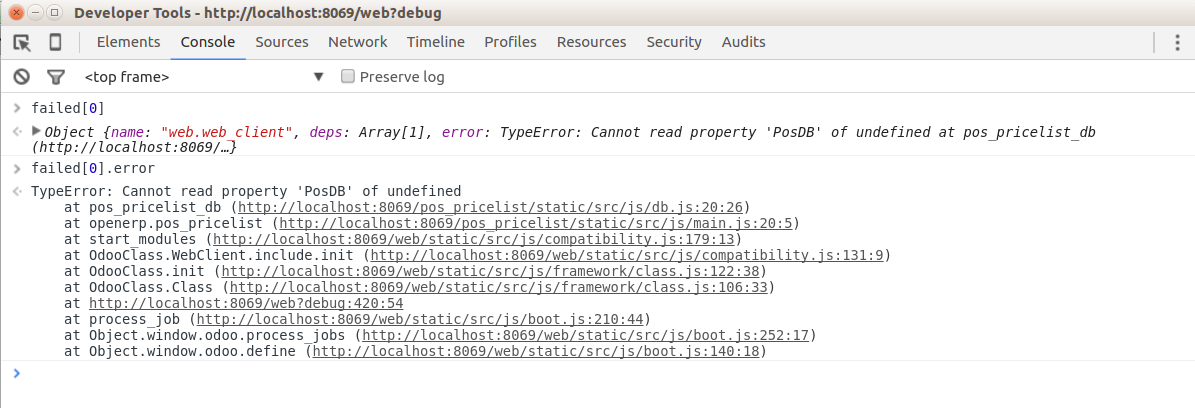 Developer Tools - http://localhost:8069/web?debug
Elements Console Sources Network Timeline Profiles Resources Security Audits
<top frame> ▼ Preserve log
failed[0]
Object {name: "web.web_client", deps: Array[1], error: TypeError: Cannot read property 'PosDB' of undefined at pos_pricelist_db
(http://localhost:8069/…}
failed[0].error
TypeError: Cannot read property 'PosDB' of undefined
at pos_pricelist_db (http://localhost:8069/pos_pricelist/static/src/js/db.js:20:26)
at openerp.pos_pricelist (http://localhost:8069/pos_pricelist/static/src/js/main.js:20:5)
at start_modules (http://localhost:8069/web/static/src/js/compatibility.js:179:13)
at OdooClass.WebClient.include.init (http://localhost:8069/web/static/src/js/compatibility.js:131:9)
at OdooClass.init (http://localhost:8069/web/static/src/js/framework/class.js:122:38)
at OdooClass.Class (http://localhost:8069/web/static/src/js/framework/class.js:106:33)
at http://localhost:8069/web?debug:420:54
at process_job (http://localhost:8069/web/static/src/js/boot.js:210:44)
at Object.window.odoo.process_jobs (http://localhost:8069/web/static/src/js/boot.js:252:17)
at Object.window.odoo.define (http://localhost:8069/web/static/src/js/boot.js:140:18)